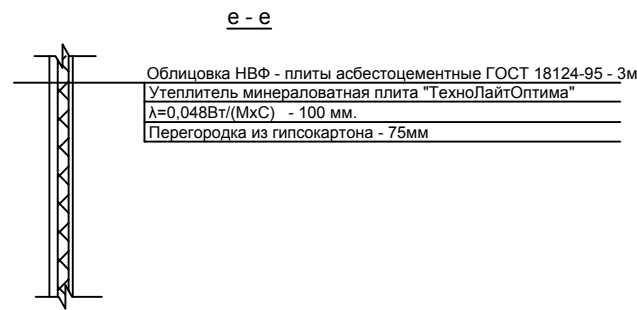 е - е
Облицовка НВФ - плиты асбестоцементные ГОСТ 18124-95 - 3м
Утеплитель минераловатная плита "ТехноЛайтОптима"
λ=0,048Вт/(МхС) - 100 мм.
Перегородка из гипсокартона - 75мм